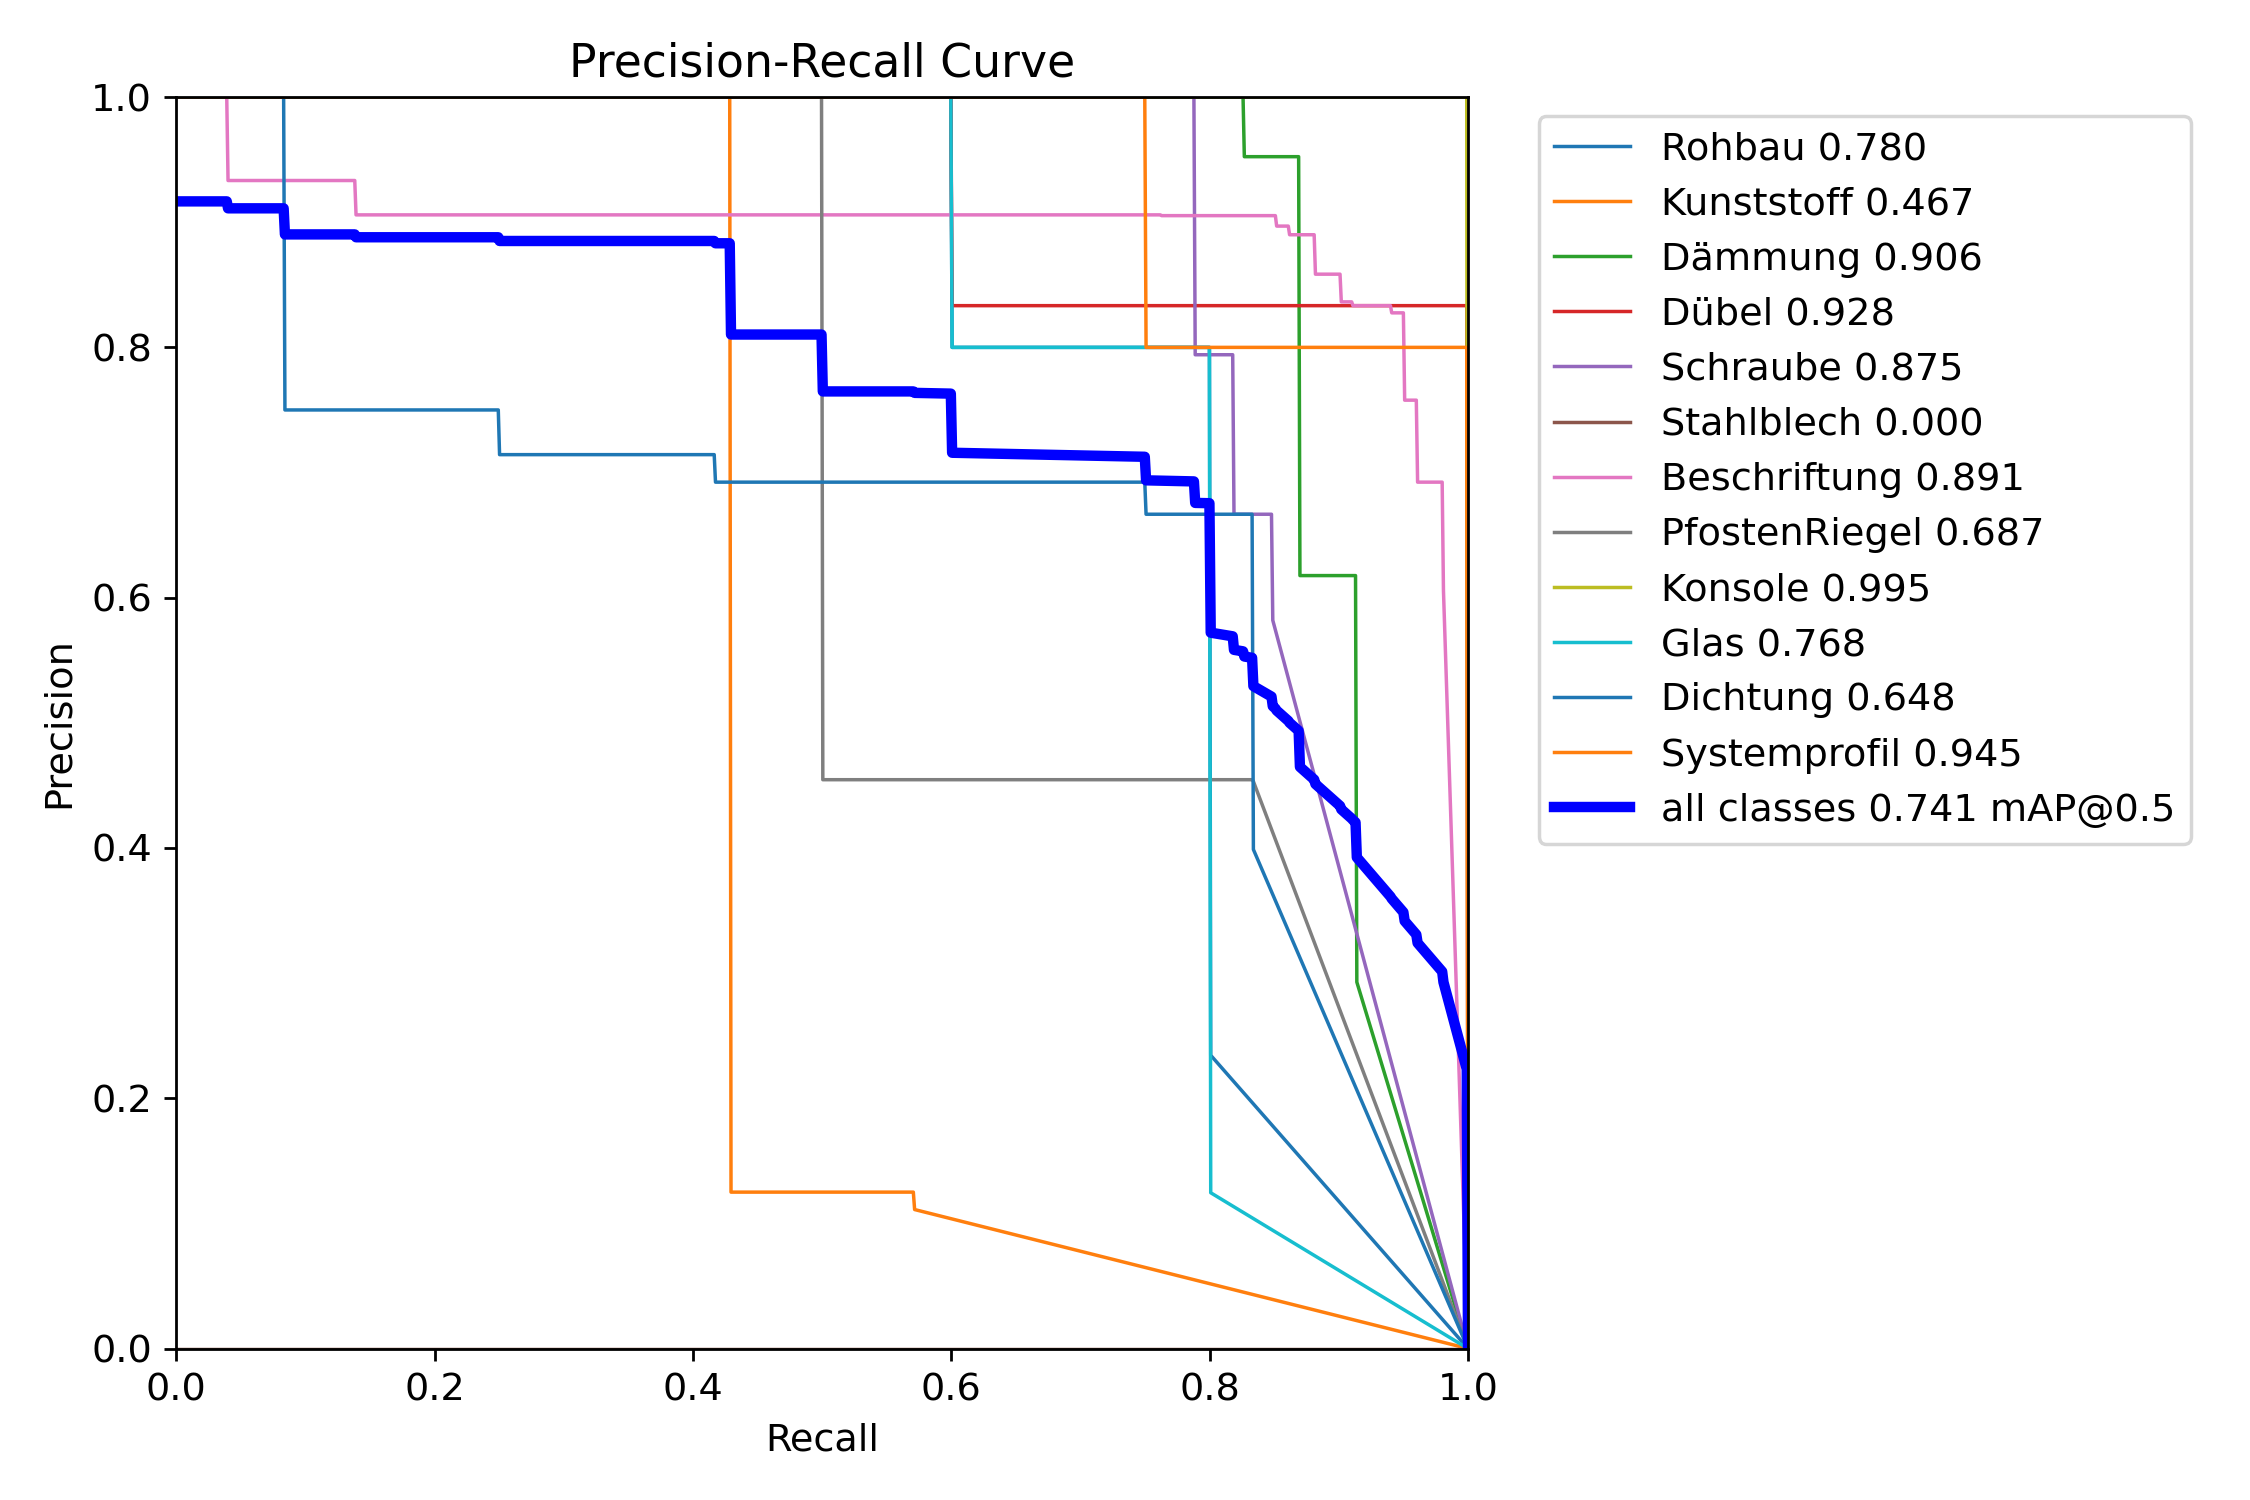 Precision-Recall Curve
1.0
0.8
0.6
0.4
0.2
0.0
Precision
0.0 0.2 0.4 0.6 0.8 1.0
Recall
Rohbau 0.780
Kunststoff 0.467
Dämmung 0.906
Dübel 0.928
Schraube 0.875
Stahlblech 0.000
Beschriftung 0.891
PfostenRiegel 0.687
Konsole 0.995
Glas 0.768
Dichtung 0.648
Systemprofil 0.945
all classes 0.741 mAP@0.5